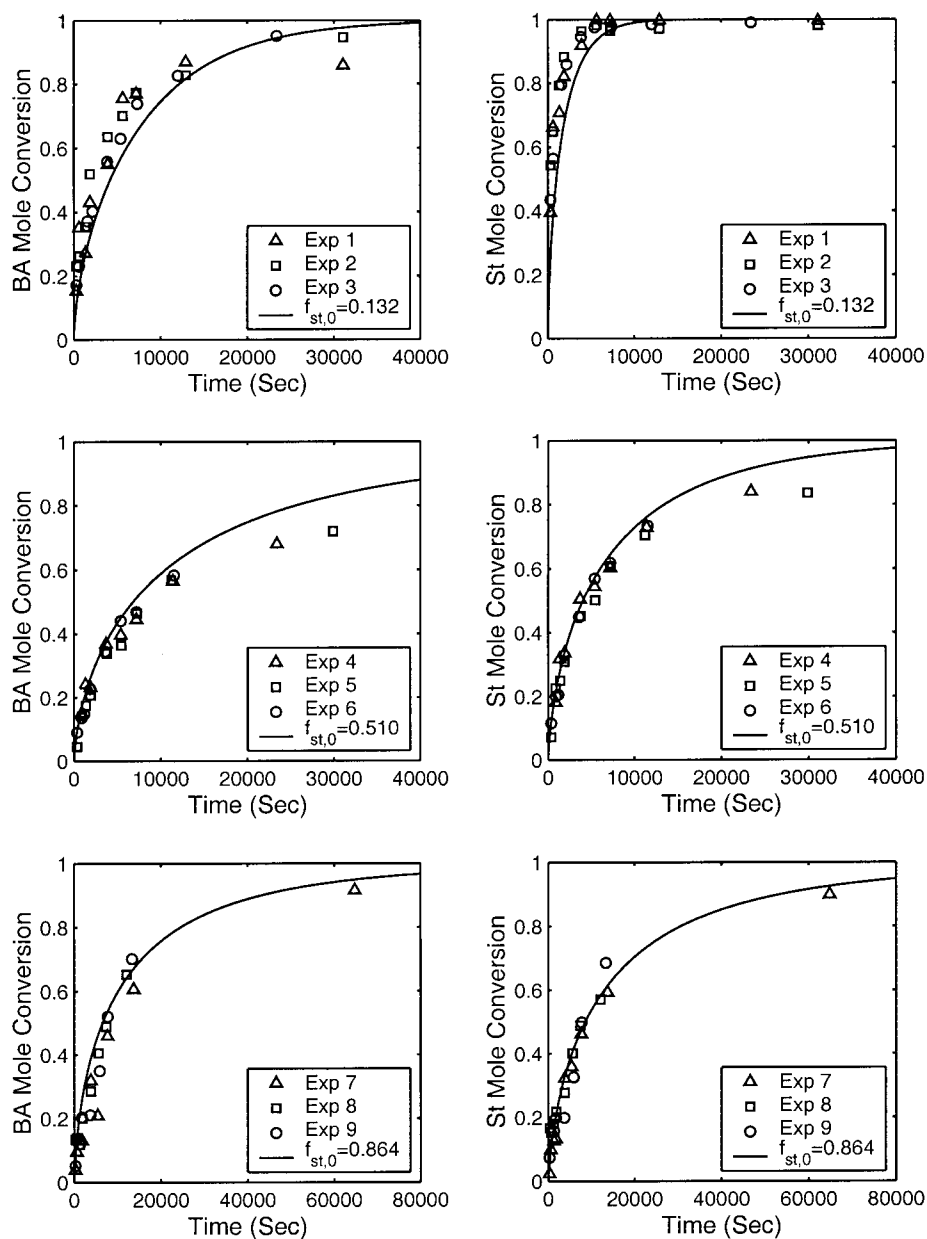 1
0.8
0.6
0.4
0.2
0
BA Mole Conversion
Exp 1
Exp 2
Exp 3
f st,0=0.132
0 10000 20000 30000 40000
Time (Sec)
1
0.8
0.6
0.4
0.2
0
St Mole Conversion
Exp 1
Exp 2
Exp 3
f st,0=0.132
0 10000 20000 30000 40000
Time (Sec)
1
0.8
0.6
0.4
0.2
0
BA Mole Conversion
Exp 4
Exp 5
Exp 6
f st,0=0.510
0 10000 20000 30000 40000
Time (Sec)
1
0.8
0.6
0.4
0.2
0
St Mole Conversion
Exp 4
Exp 5
Exp 6
f st,0=0.510
0 10000 20000 30000 40000
Time (Sec)
1
0.8
0.6
0.4
0.2
0
BA Mole Conversion
Exp 7
Exp 8
Exp 9
f st,0=0.864
0 20000 40000 60000 80000
Time (Sec)
1
0.8
0.6
0.4
0.2
0
St Mole Conversion
Exp 7
Exp 8
Exp 9
f st,0=0.864
0 20000 40000 60000 80000
Time (Sec)